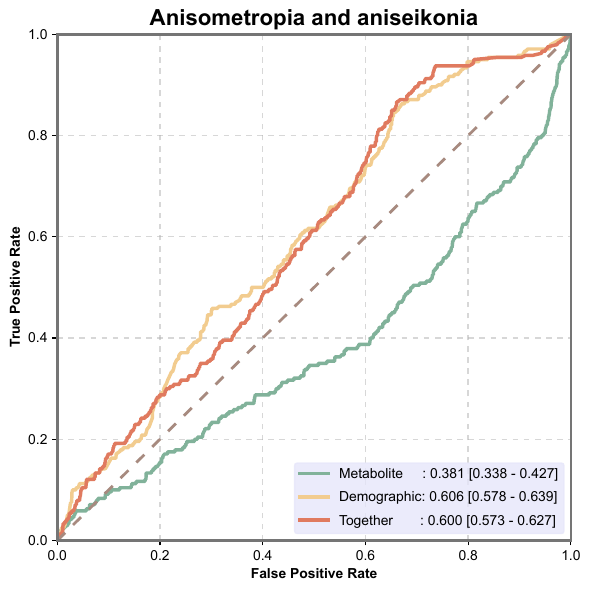 Anisometropia and aniseikonia
True Positive Rate
1.0
0.8
0.6
0.4
0.2
0.0
0.0 0.2 0.4 0.6 0.8 1.0
False Positive Rate
Metabolite : 0.381 [0.338 - 0.427]
Demographic: 0.606 [0.578 - 0.639]
Together : 0.600 [0.573 - 0.627]